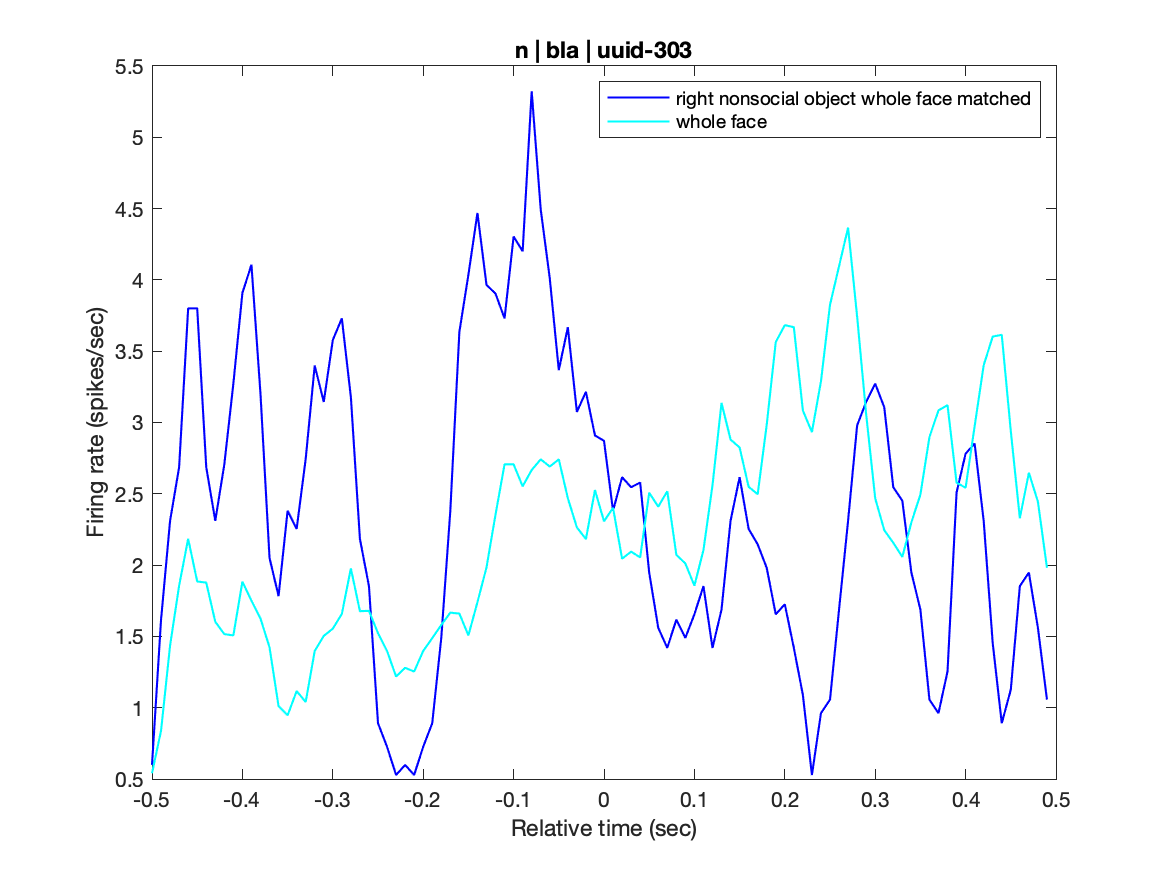 n | bla | uuid-303
right nonsocial object whole face matched
whole face
Firing rate (spikes/sec)
5.5
5
4.5
4
3.5
3
2.5
2
1.5
1
0.5
-0.5 -0.4 -0.3 -0.2 -0.1 0 0.1 0.2 0.3 0.4 0.5
Relative time (sec)